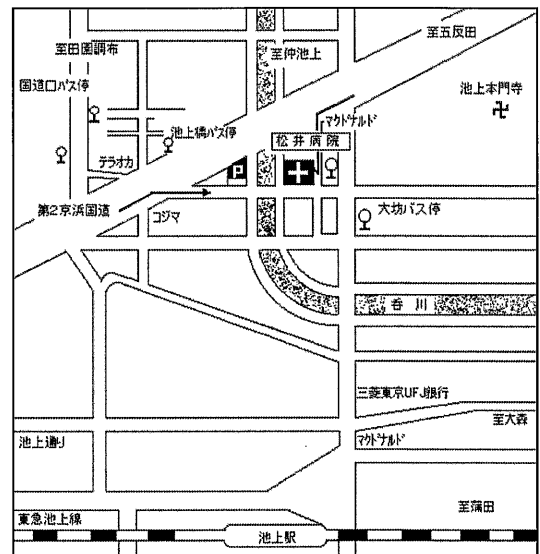 至五反田
至田園調布
至仲池上
国道口バス停
池上本門寺
卍
マクドナルド
池上橋バス停
松井病院
テラオカ
P
第2京浜国道
コジマ
大坊バス停
呑川
三菱東京UFJ銀行
至大森
池上通り
マクドナルド
至蒲田
東急池上線
池上駅